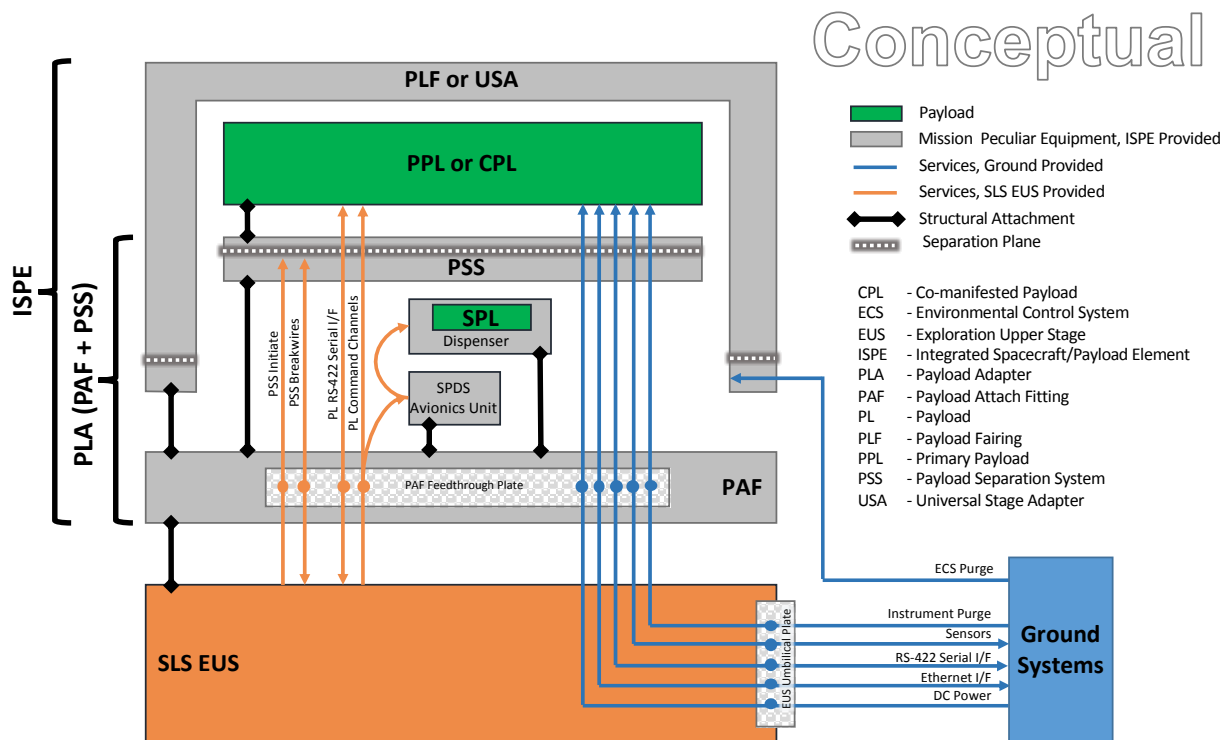 Conceptual
PLF or USA
Payload
Mission Peculiar Equipment, ISPE Provided
Services, Ground Provided
Services, SLS EUS Provided
Structural Attachment
Separation Plane
PPL or CPL
PSS
ISPE
PLA (PAF + PSS)
PSS Initiate
PSS Breakwires
PL RS-422 Serial I/F
PL Command Channels
SPL
Dispenser
SPDS
Avionics Unit
CPL - Co-manifested Payload
ECS - Environmental Control System
EUS - Exploration Upper Stage
ISPE - Integrated Spacecraft/Payload Element
PLA - Payload Adapter
PAF - Payload Attach Fitting
PL - Payload
PLF - Payload Fairing
PPL - Primary Payload
PSS - Payload Separation System
USA - Universal Stage Adapter
PAF Feedthrough Plate
PAF
SLS EUS
EUS Umbilical Plate
ECS Purge
Instrument Purge
Sensors
RS-422 Serial I/F
Ethernet I/F
DC Power
Ground
Systems